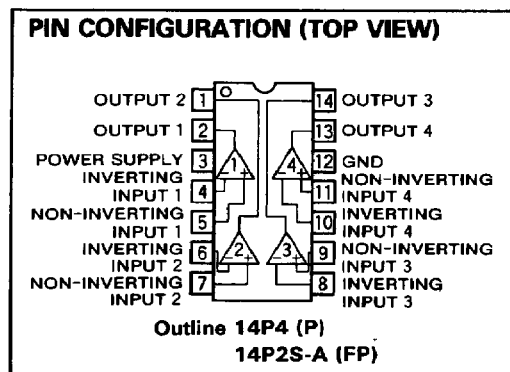 PIN CONFIGURATION (TOP VIEW)
OUTPUT 2 1
14 OUTPUT 3
OUTPUT 1 2
13 OUTPUT 4
POWER SUPPLY 3
12 GND
INVERTING
INPUT 1 4
11 NON-INVERTING
INPUT 4
NON-INVERTING
INPUT 1 5
10 INVERTING
INPUT 4
INVERTING
INPUT 2 6
9 NON-INVERTING
INPUT 3
NON-INVERTING
INPUT 2 7
8 INVERTING
INPUT 3
1
- +
4
- +
2
- +
3
- +
Outline 14P4 (P)
14P2S-A (FP)